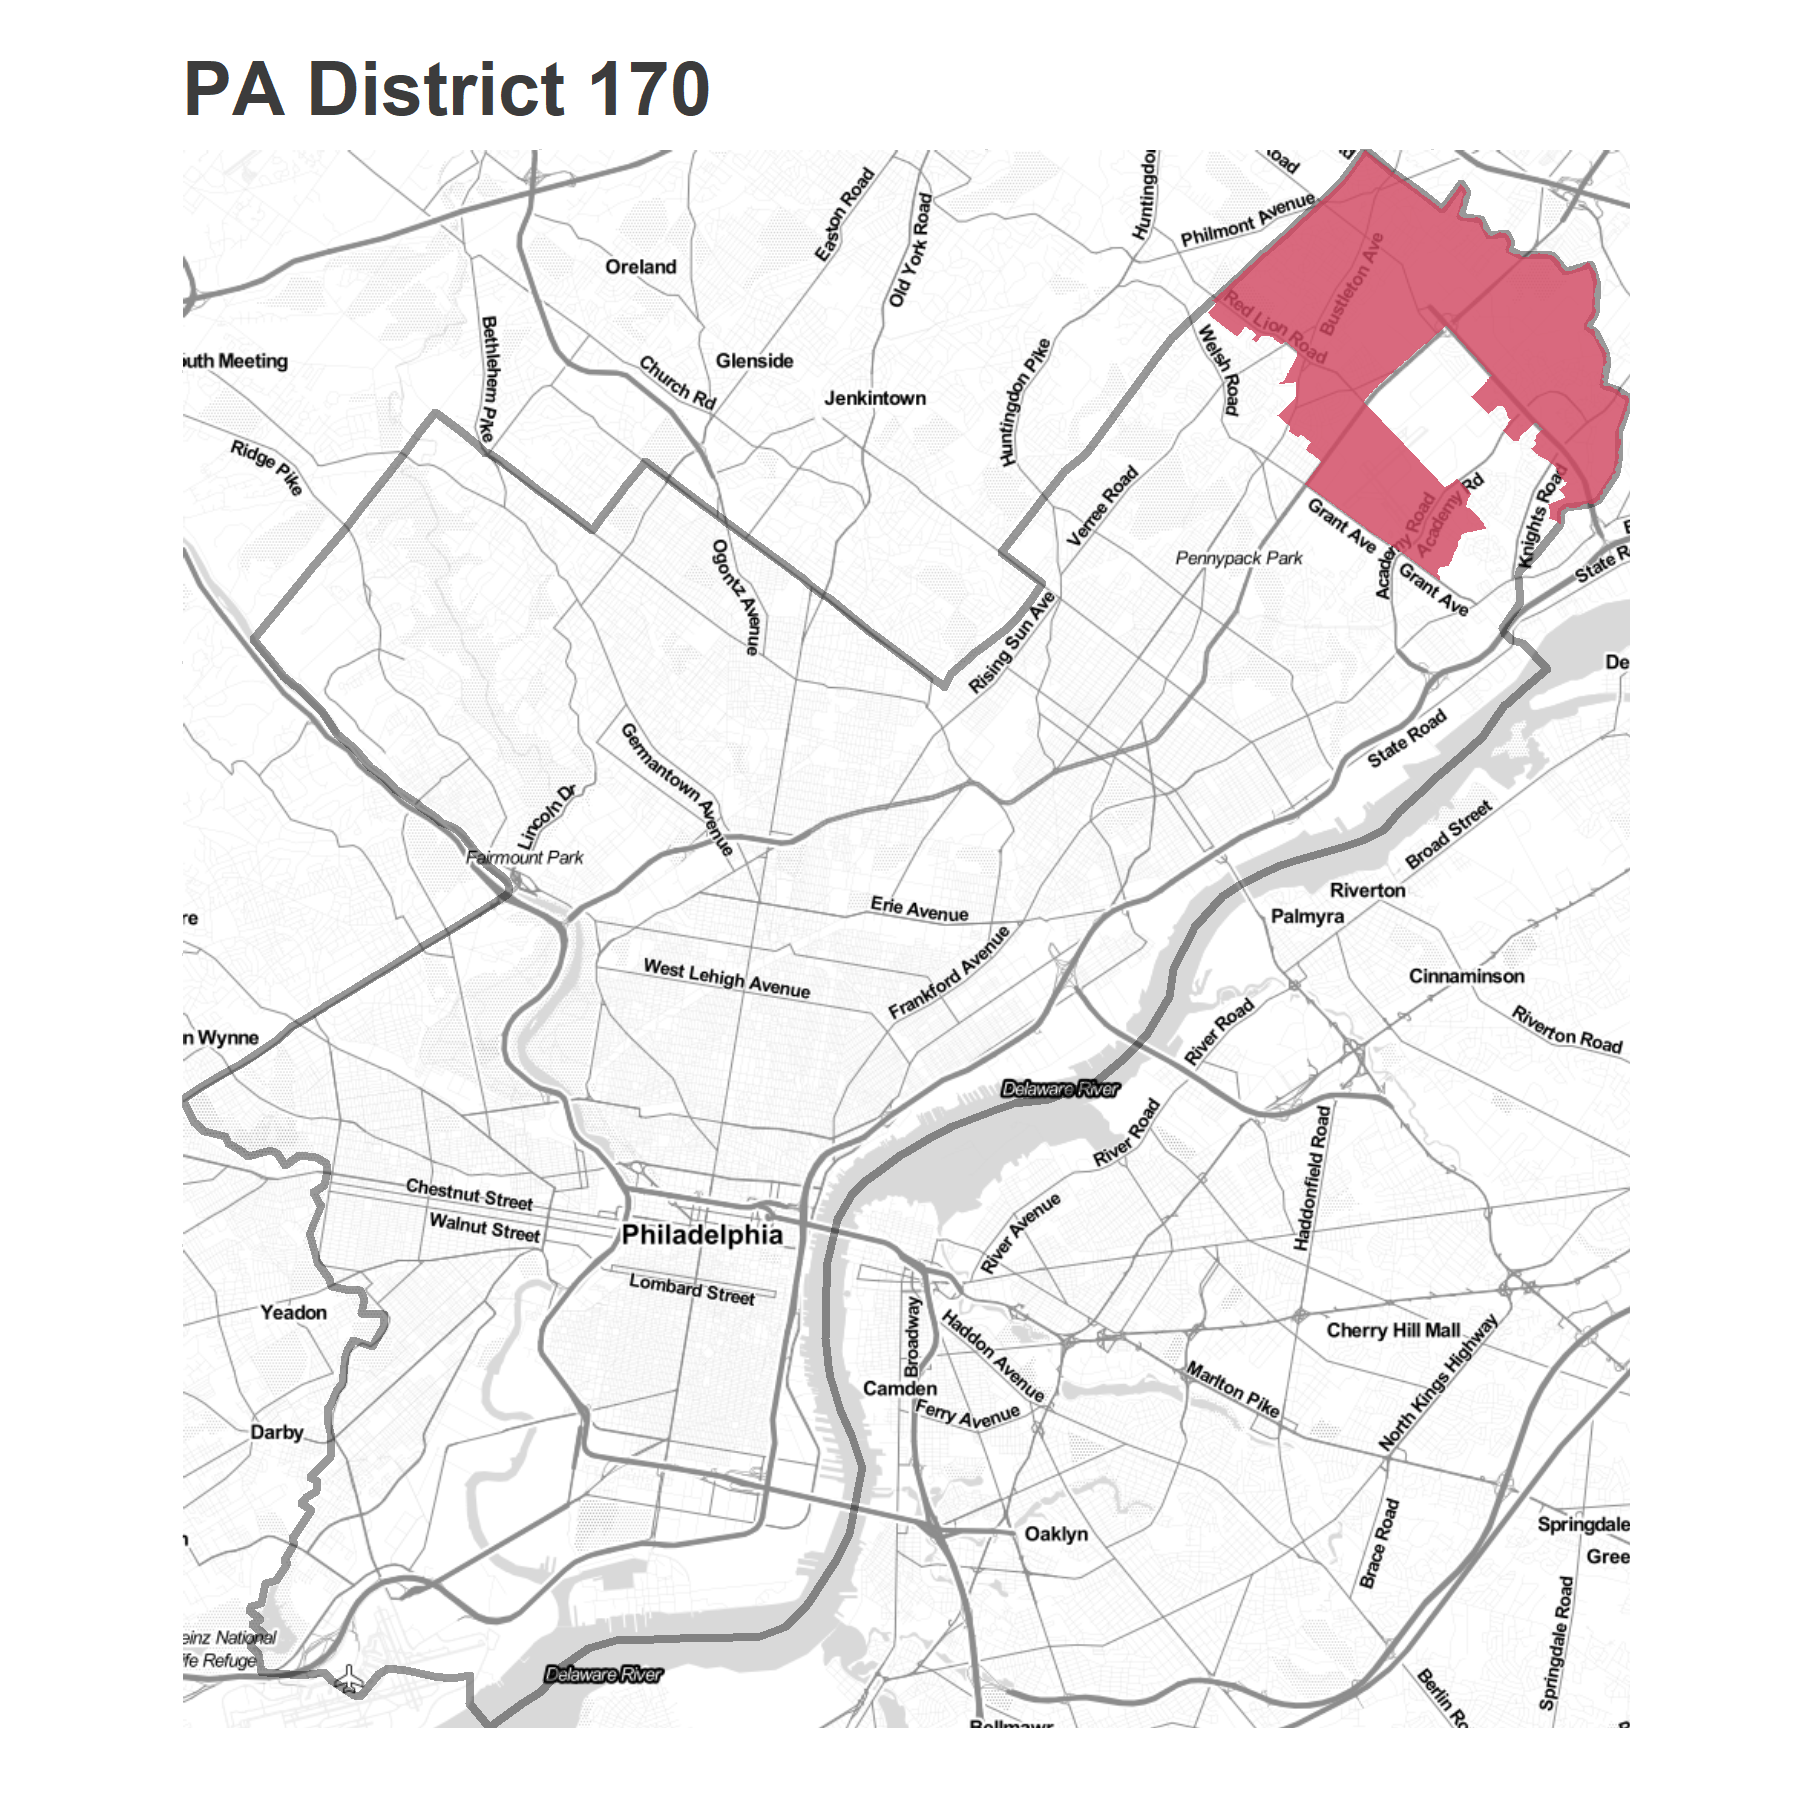 PA District 170
Huntingdon
oad
Easton Road
Old York Road
Philmont Avenue
Oreland
Bustleton Ave
Red Lion Road
Bethlehem Pike
outh Meeting
Glenside
Church Rd
Welsh Road
Jenkintown
Huntingdon Pike
Ridge Pike
Verree Road
Academy Road
Academy Rd
Knights Road
Grant Ave
Academy Road
Pennypack Park
Grant Ave
State R
Ogontz Avenue
Rising Sun Ave
De
Germantown Avenue
State Road
Lincoln Dr
Broad Street
Fairmount Park
Riverton
Erie Avenue
Palmyra
re
Frankford Avenue
West Lehigh Avenue
Cinnaminson
River Road
Riverton Road
n Wynne
Delaware River
River Road
Haddonfield Road
Chestnut Street
Walnut Street
Philadelphia
River Avenue
Lombard Street
Yeadon
Broadway
Haddon Avenue
Cherry Hill Mall
North Kings Highway
Camden
Marlton Pike
Ferry Avenue
Darby
Brace Road
Oaklyn
Springdale
Gree
Springdale Road
einz National
ife Refuge
Delaware River
Berlin Ro
Bellmawr